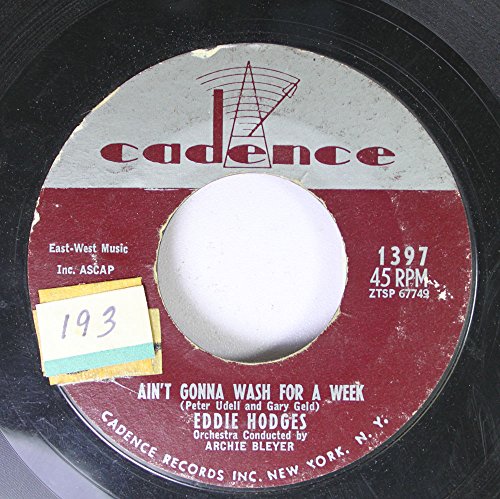 cadence
East-West Music
Inc. ASCAP
1397
45 RPM
ZTSP 67749
193
AIN'T GONNA WASH FOR A WEEK
(Peter Udell and Gary Geld)
EDDIE HODGES
Orchestra Conducted by
ARCHIE BLEYER
CADENCE RECORDS INC. NEW YORK, N. Y.